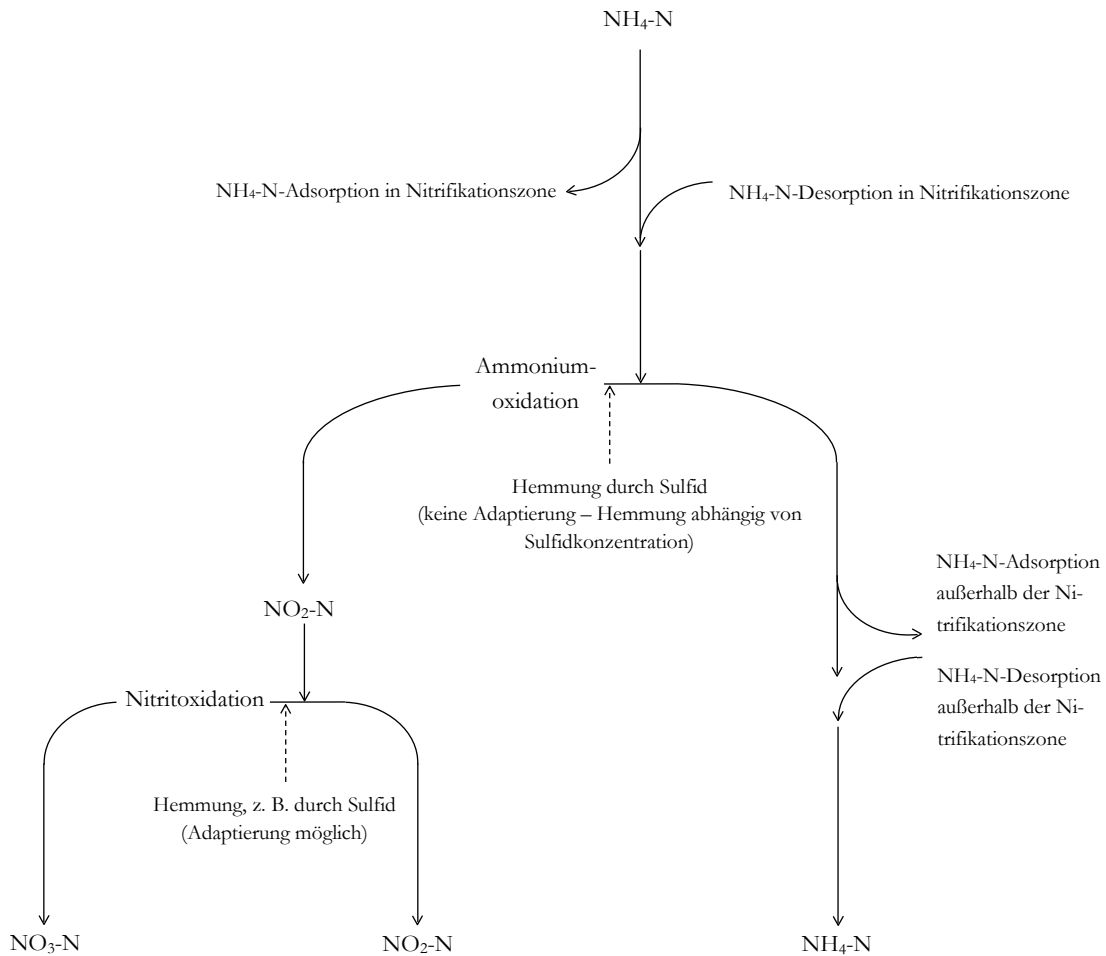 NH₄-N
NH₄-N-Adsorption in Nitrifikationszone
NH₄-N-Desorption in Nitrifikationszone
Ammonium-
oxidation
Hemmung durch Sulfid
(keine Adaptierung – Hemmung abhängig von
Sulfidkonzentration)
NH₄-N-Adsorption
außerhalb der Ni-
trifikationszone
NO₂-N
NH₄-N-Desorption
außerhalb der Ni-
trifikationszone
Nitritoxidation
Hemmung, z. B. durch Sulfid
(Adaptierung möglich)
NO₃-N
NO₂-N
NH₄-N